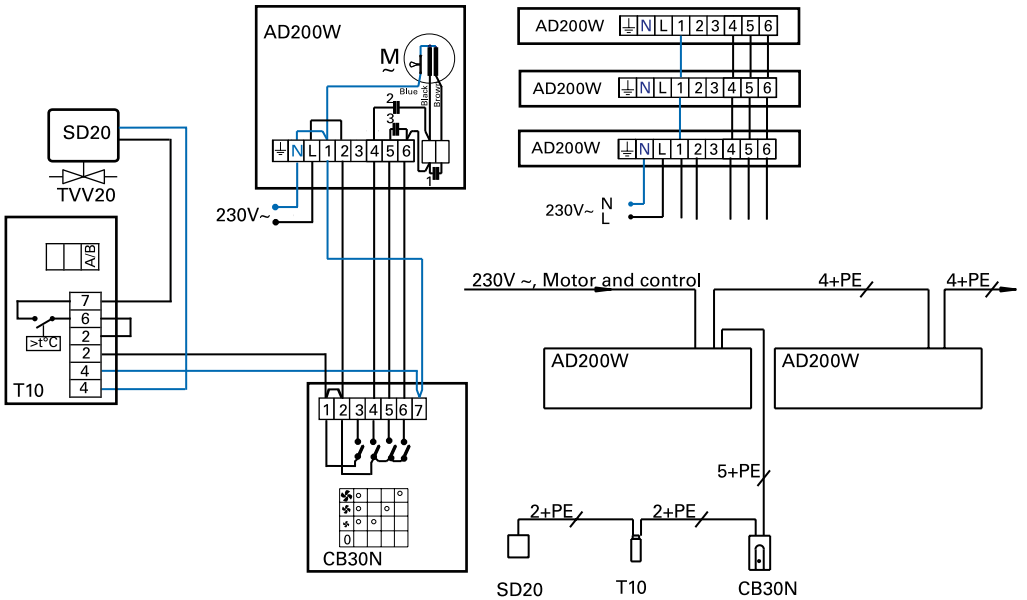 AD200W
M
~
Blue
Black
Brown
2
3
N L 1 2 3 4 5 6
1
230V~
SD20
TVV20
A/B
7
6
2
2
4
4
>t°C
T10
1 2 3 4 5 6 7
0
CB30N
AD200W N L 1 2 3 4 5 6
AD200W N L 1 2 3 4 5 6
AD200W N L 1 2 3 4 5 6
230V~ N
L
230V ~, Motor and control
4+PE
4+PE
AD200W
AD200W
5+PE
2+PE
2+PE
SD20
T10
CB30N